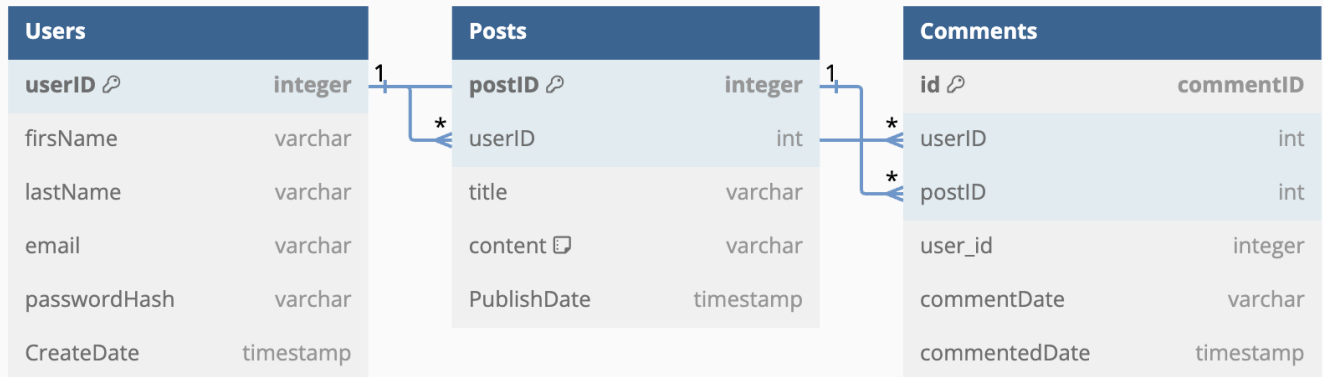 Users
userID integer
firsName varchar
lastName varchar
email varchar
passwordHash varchar
CreateDate timestamp
1
*
Posts
postID integer
userID int
title varchar
content varchar
PublishDate timestamp
1
*
*
Comments
id commentID
userID int
postID int
user_id integer
commentDate varchar
commentedDate timestamp